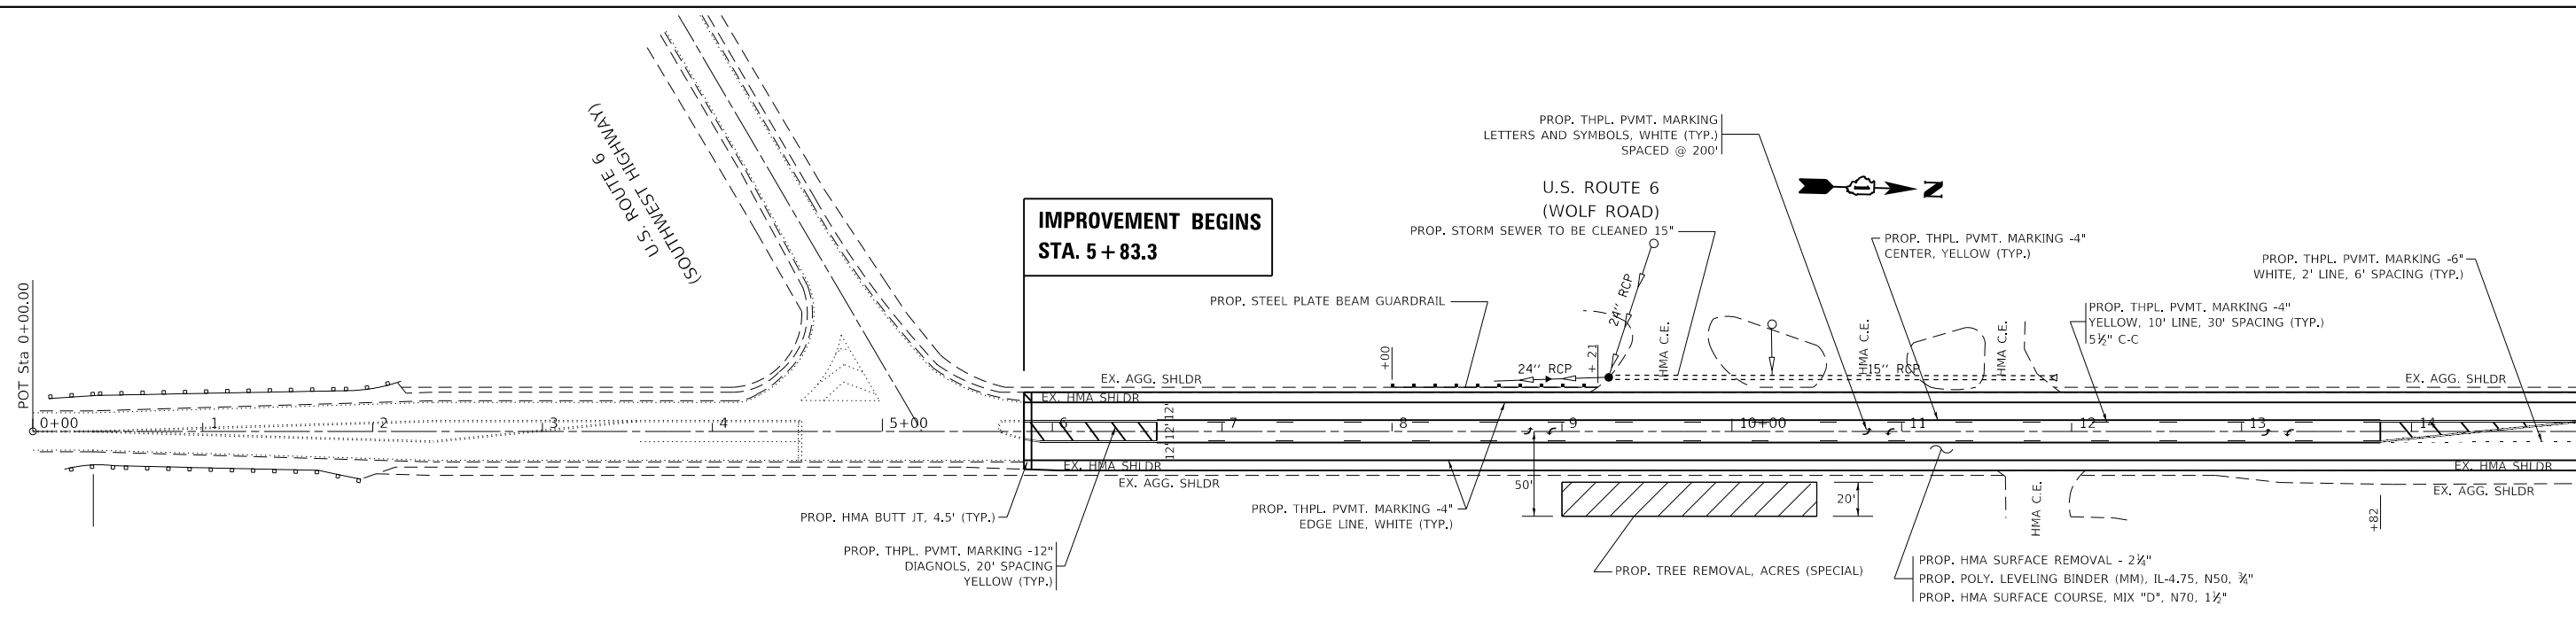 PROP. THPL. PVMT. MARKING
LETTERS AND SYMBOLS, WHITE (TYP.)
SPACED @ 200'
U.S. ROUTE 6
(SOUTHWEST HIGHWAY)
IMPROVEMENT BEGINS
STA. 5+83.3
U.S. ROUTE 6
(WOLF ROAD)
N
PROP. STORM SEWER TO BE CLEANED 15"
PROP. THPL. PVMT. MARKING -4"
CENTER, YELLOW (TYP.)
PROP. THPL. PVMT. MARKING -6"
WHITE, 2' LINE, 6' SPACING (TYP.)
PROP. STEEL PLATE BEAM GUARDRAIL
24" RCP
PROP. THPL. PVMT. MARKING -4"
YELLOW, 10' LINE, 30' SPACING (TYP.)
5½" C-C
POT Sta 0+00.00
+00
+21
HMA C.E.
HMA C.E.
HMA C.E.
24" RCP
15" RCP
EX. AGG. SHLDR
EX. AGG. SHLDR
EX. HMA SHLDR
0+00
1
2
3
4
5+00
6
7
8
9
10+00
11
12
13
14
12'
12'
12'
12'
EX. HMA SHLDR
EX. HMA SHLDR
EX. AGG. SHLDR
EX. AGG. SHLDR
50'
20'
HMA C.E.
+82
PROP. HMA BUTT JT, 4.5' (TYP.)
PROP. THPL. PVMT. MARKING -4"
EDGE LINE, WHITE (TYP.)
PROP. THPL. PVMT. MARKING -12"
DIAGNOLS, 20' SPACING
YELLOW (TYP.)
PROP. TREE REMOVAL, ACRES (SPECIAL)
PROP. HMA SURFACE REMOVAL - 2¼"
PROP. POLY. LEVELING BINDER (MM), IL-4.75, N50, ¾"
PROP. HMA SURFACE COURSE, MIX "D", N70, 1½"